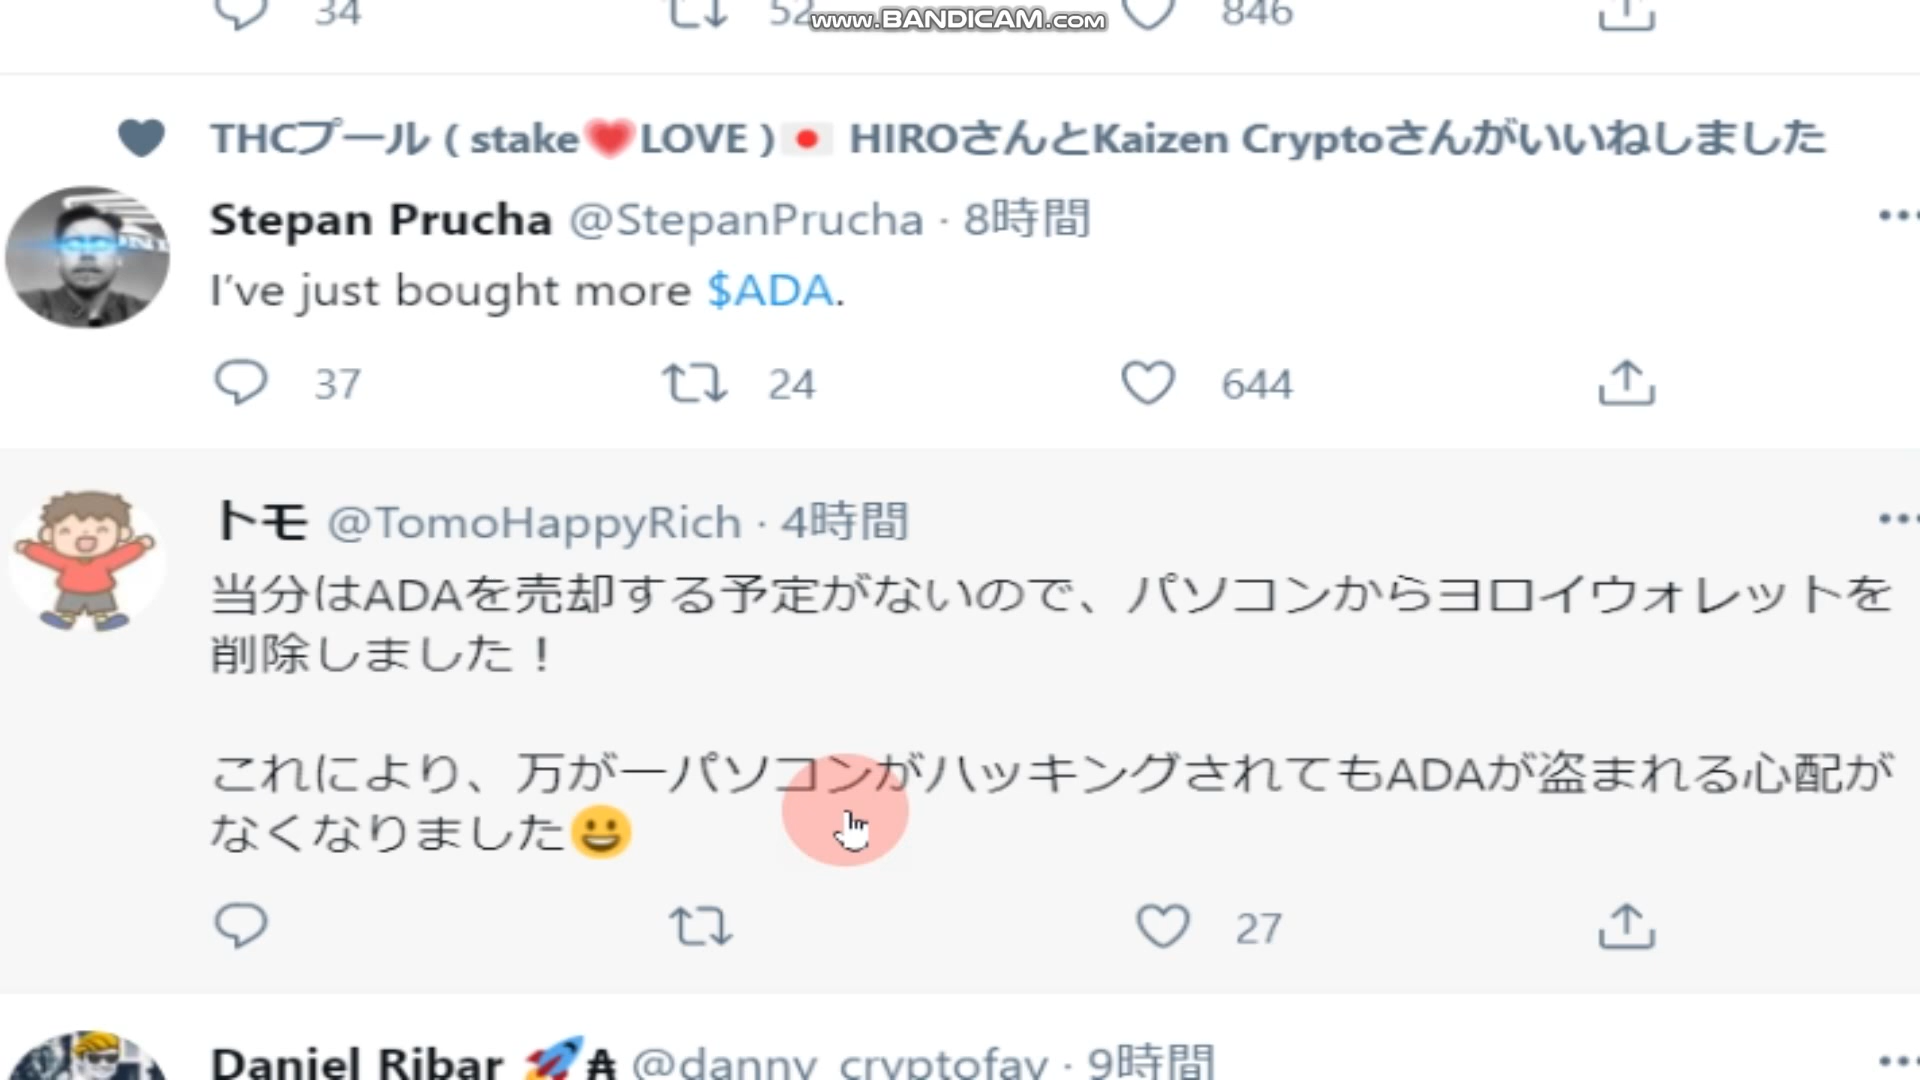 34 52 846
www.BANDICAM.com
THCプール ( stake❤️LOVE )🇯🇵 HIROさんとKaizen Cryptoさんがいいねしました
Stepan Prucha @StepanPrucha · 8時間
I've just bought more $ADA.
37 24 644
トモ @TomoHappyRich · 4時間
当分はADAを売却する予定がないので、パソコンからヨロイウォレットを
削除しました！
これにより、万が一パソコンがハッキングされてもADAが盗まれる心配が
なくなりました😀
27
Daniel Ribar 🚀₳ @danny_cryptofay · 9時間